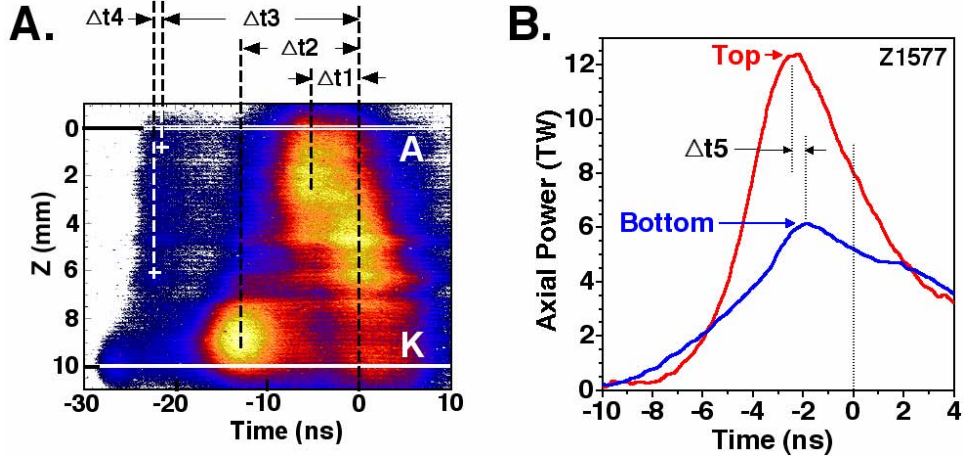 A.
Δt4
Δt3
Δt2
Δt1
A
K
0
2
4
6
8
10
Z (mm)
-30
-20
-10
0
10
Time (ns)
B.
Z1577
Top
Δt5
Bottom
12
10
8
6
4
2
0
Axial Power (TW)
-10
-8
-6
-4
-2
0
2
4
Time (ns)